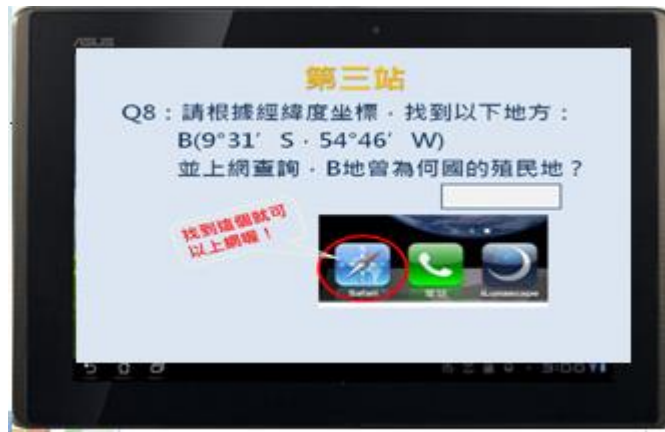 ASUS
第三站
Q8：請根據經緯度坐標，找到以下地方：
B(9°31′ S，54°46′ W)
並上網查詢，B地曾為何國的殖民地？
找到這個就可
以上網喔！
Safari 電話